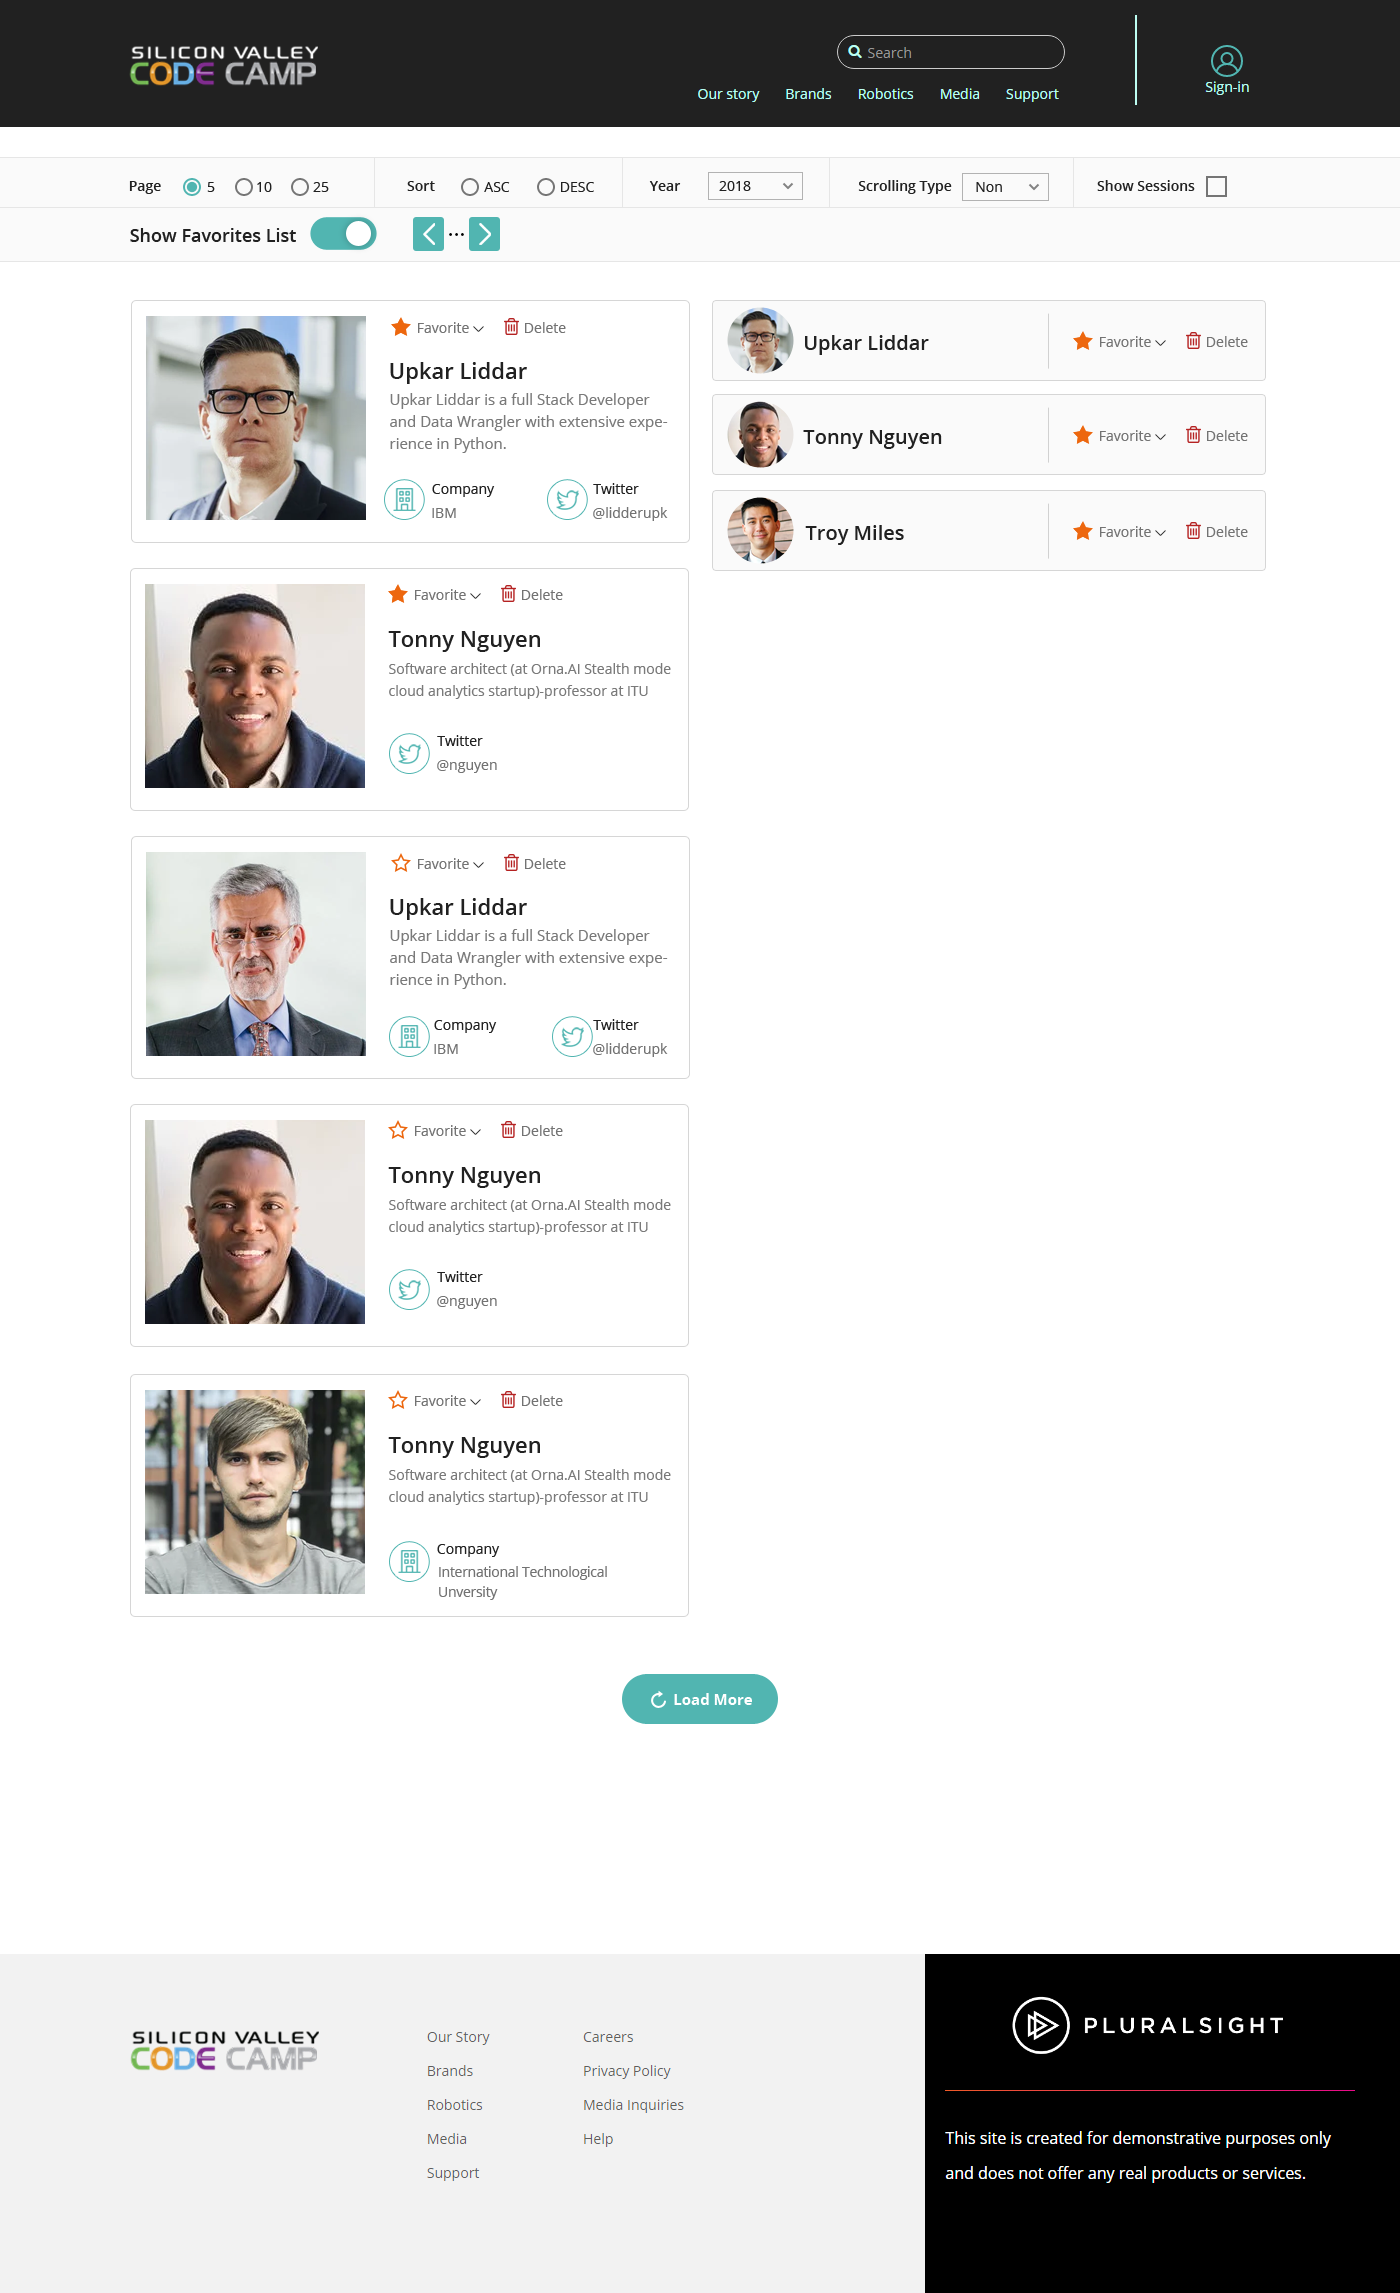 SILICON VALLEY
CODE CAMP
Search
Our story Brands Robotics Media Support
Sign-in
Page 5 10 25 Sort ASC DESC Year 2018 Scrolling Type Non Show Sessions
Show Favorites List ...
Favorite Delete
Upkar Liddar
Upkar Liddar is a full Stack Developer
and Data Wrangler with extensive expe-
rience in Python.
Company
IBM
Twitter
@lidderupk
Favorite Delete
Tonny Nguyen
Software architect (at Orna.AI Stealth mode
cloud analytics startup)-professor at ITU
Twitter
@nguyen
Favorite Delete
Upkar Liddar
Upkar Liddar is a full Stack Developer
and Data Wrangler with extensive expe-
rience in Python.
Company
IBM
Twitter
@lidderupk
Favorite Delete
Tonny Nguyen
Software architect (at Orna.AI Stealth mode
cloud analytics startup)-professor at ITU
Twitter
@nguyen
Favorite Delete
Tonny Nguyen
Software architect (at Orna.AI Stealth mode
cloud analytics startup)-professor at ITU
Company
International Technological
Unversity
Upkar Liddar Favorite Delete
Tonny Nguyen Favorite Delete
Troy Miles Favorite Delete
Load More
SILICON VALLEY
CODE CAMP
Our Story
Brands
Robotics
Media
Support
Careers
Privacy Policy
Media Inquiries
Help
PLURALSIGHT
This site is created for demonstrative purposes only
and does not offer any real products or services.